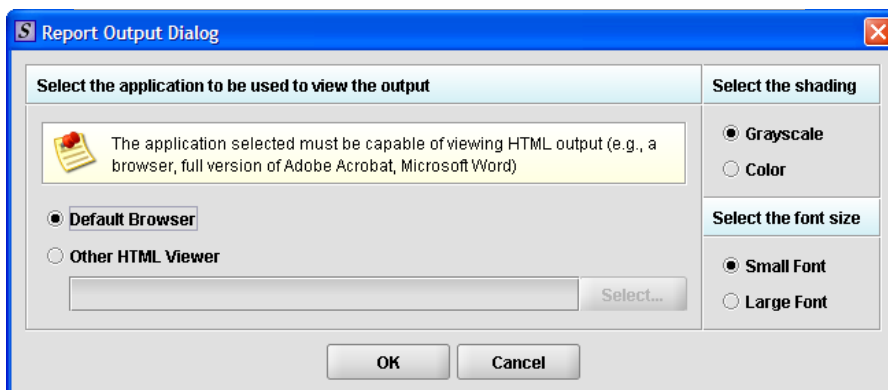 S Report Output Dialog
Select the application to be used to view the output
The application selected must be capable of viewing HTML output (e.g., a
browser, full version of Adobe Acrobat, Microsoft Word)
Default Browser
Other HTML Viewer
Select...
Select the shading
Grayscale
Color
Select the font size
Small Font
Large Font
OK
Cancel